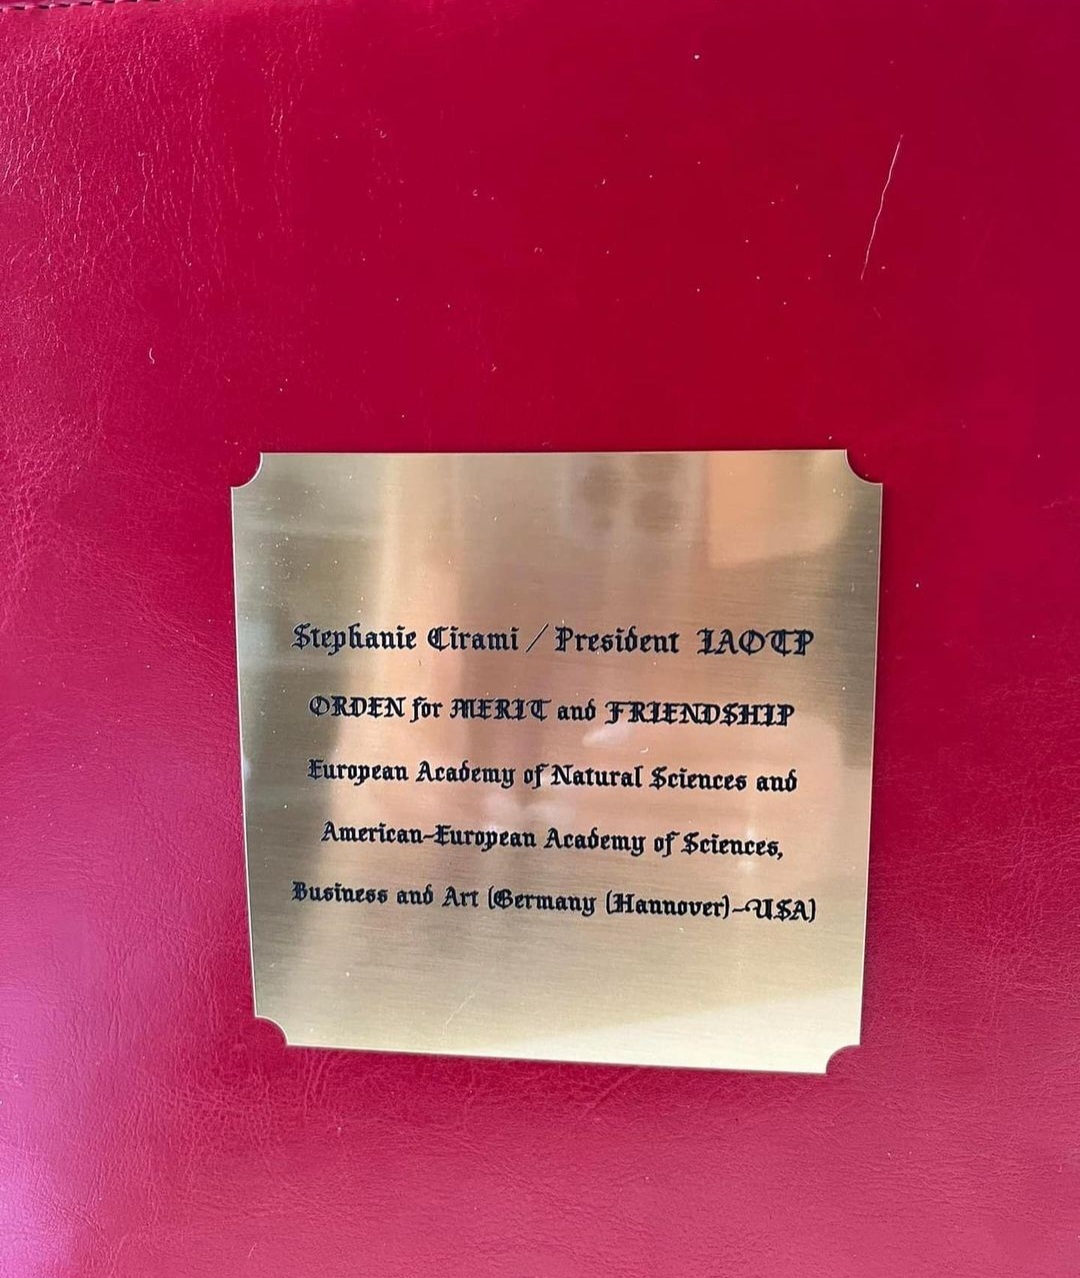 Stephanie Cirami / President IAOTP
ORDEN for MERIT and FRIENDSHIP
European Academy of Natural Sciences and
American-European Academy of Sciences,
Business and Art (Germany (Hannover)-USA)